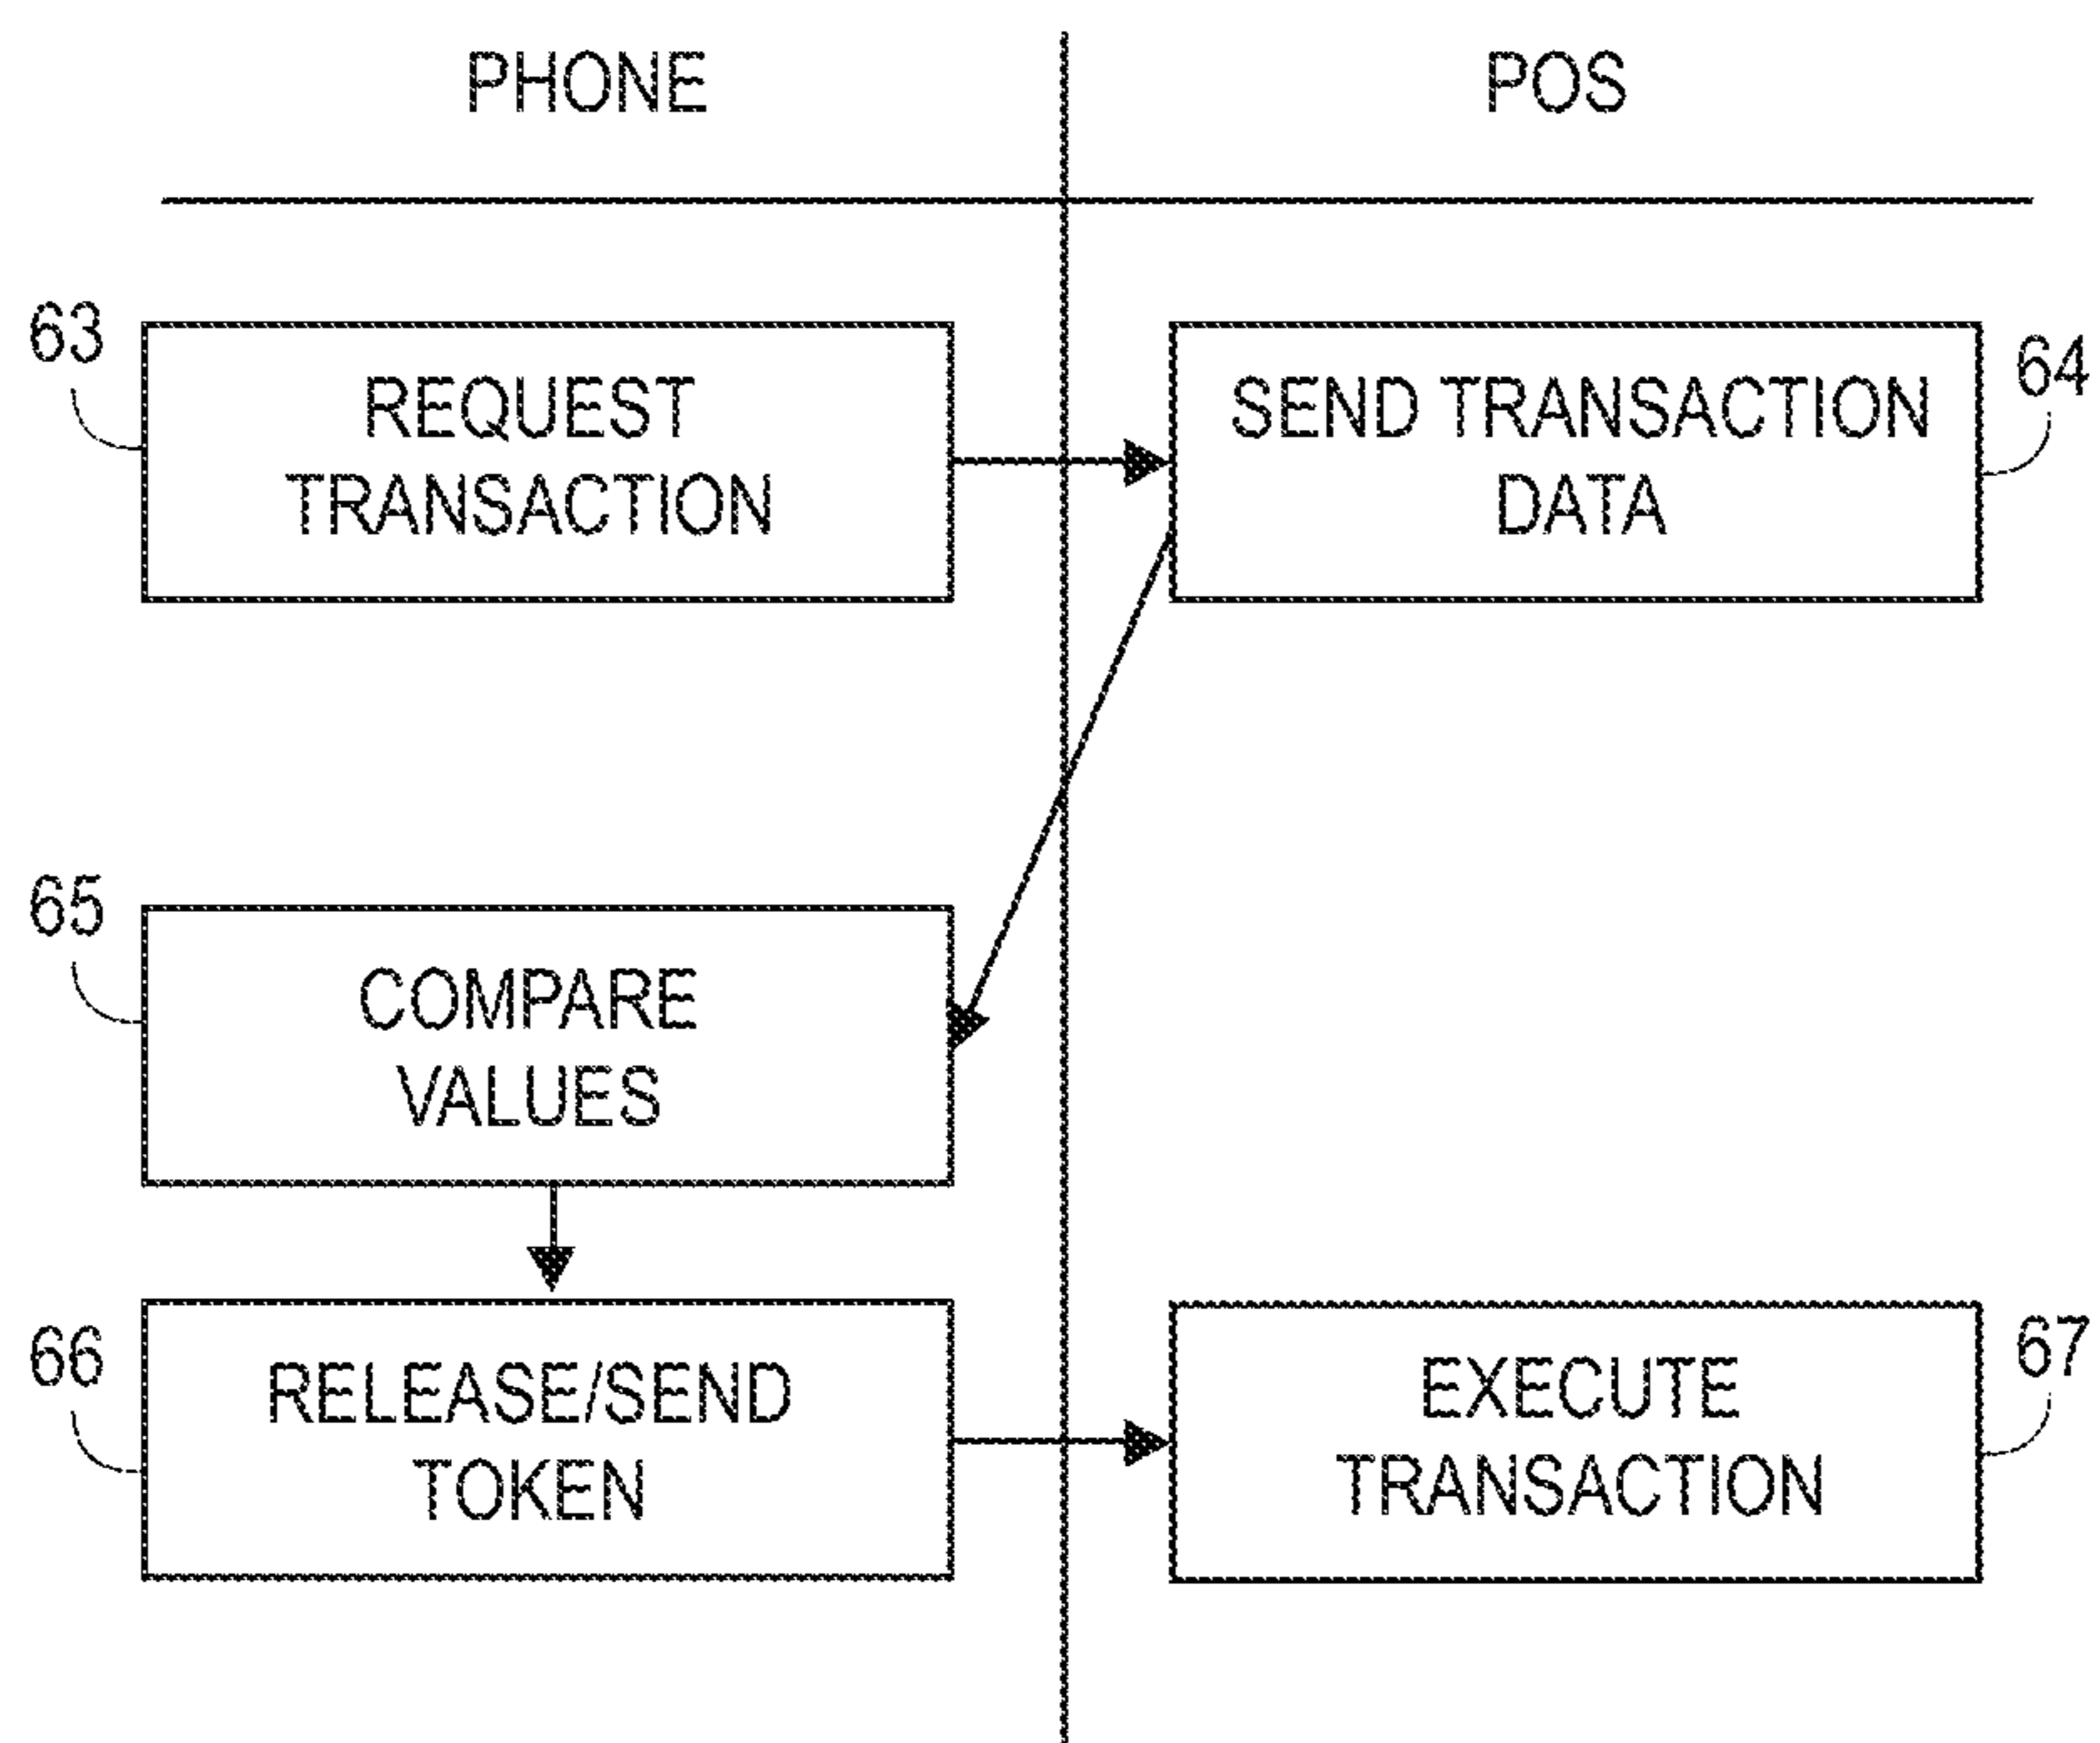 PHONE
POS
63
REQUEST
TRANSACTION
SEND TRANSACTION
DATA
64
65
COMPARE
VALUES
66
RELEASE/SEND
TOKEN
EXECUTE
TRANSACTION
67